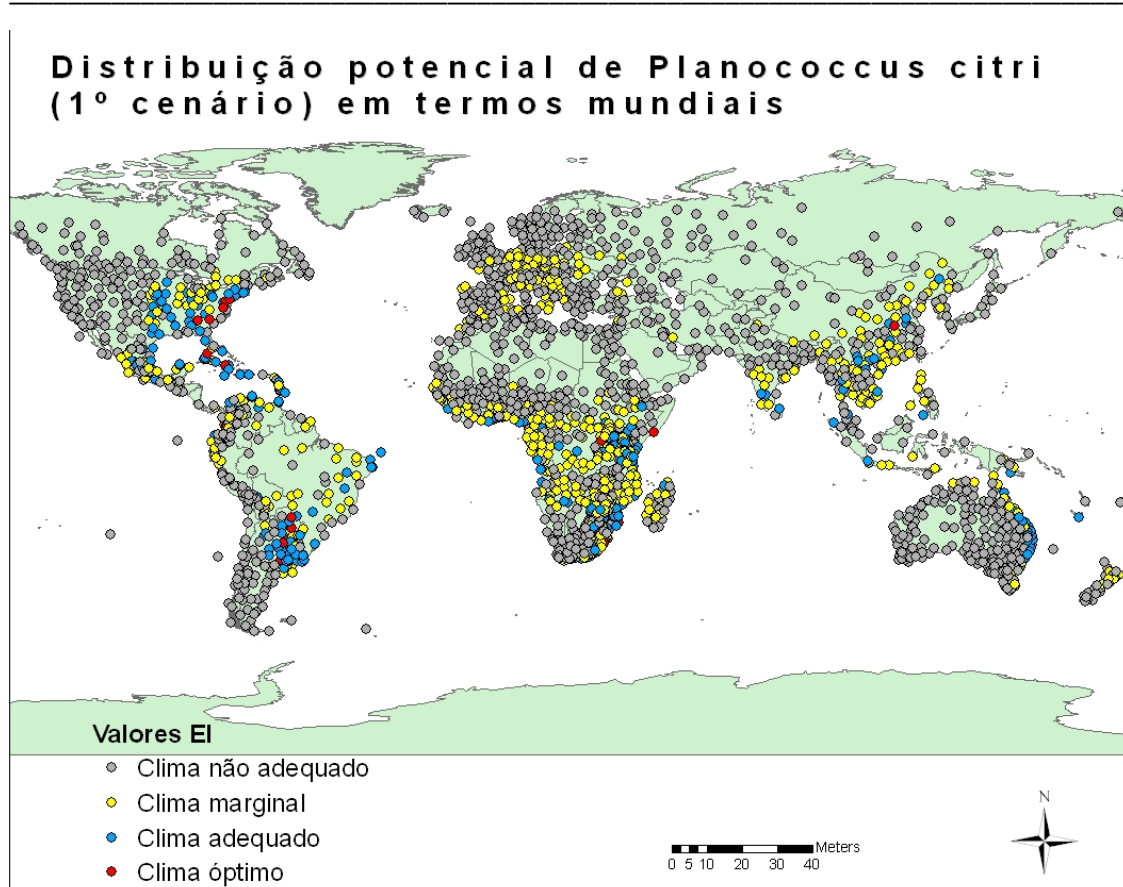 Distribuição potencial de Planococcus citri
(1º cenário) em termos mundiais
Valores EI
Clima não adequado
Clima marginal
Clima adequado
Clima óptimo
N
Meters
0 5 10 20 30 40